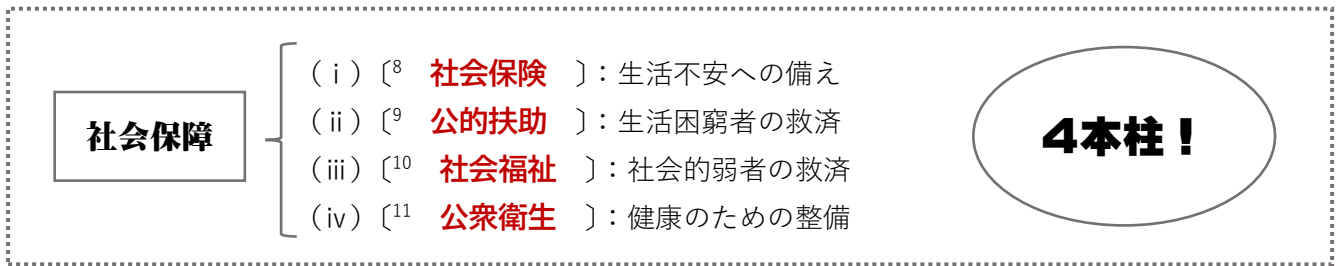 社会保障
(ⅰ)〔8 社会保険 〕:生活不安への備え
(ⅱ)〔9 公的扶助 〕:生活困窮者の救済
(ⅲ)〔10 社会福祉 〕:社会的弱者の救済
(ⅳ)〔11 公衆衛生 〕:健康のための整備
4本柱!